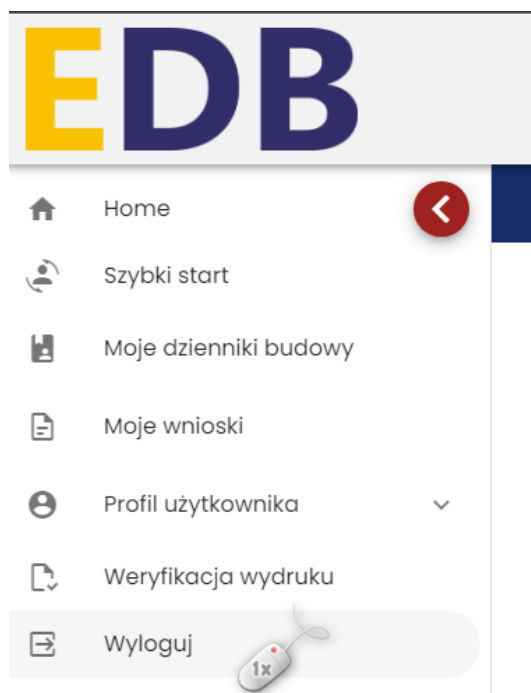 EDB
Home
Szybki start
Moje dzienniki budowy
Moje wnioski
Profil użytkownika
Weryfikacja wydruku
Wyloguj
1x